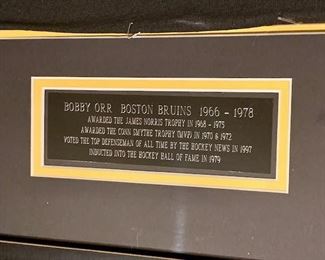 BOBBY ORR BOSTON BRUINS 1966 - 1978
AWARDED THE JAMES NORRIS TROPHY IN 1968 - 1975
AWARDED THE CONN SMYTHE TROPHY (MVP) IN 1970 & 1972
VOTED THE TOP DEFENSEMAN OF ALL TIME BY THE HOCKEY NEWS IN 1997
INDUCTED INTO THE HOCKEY HALL OF FAME IN 1979